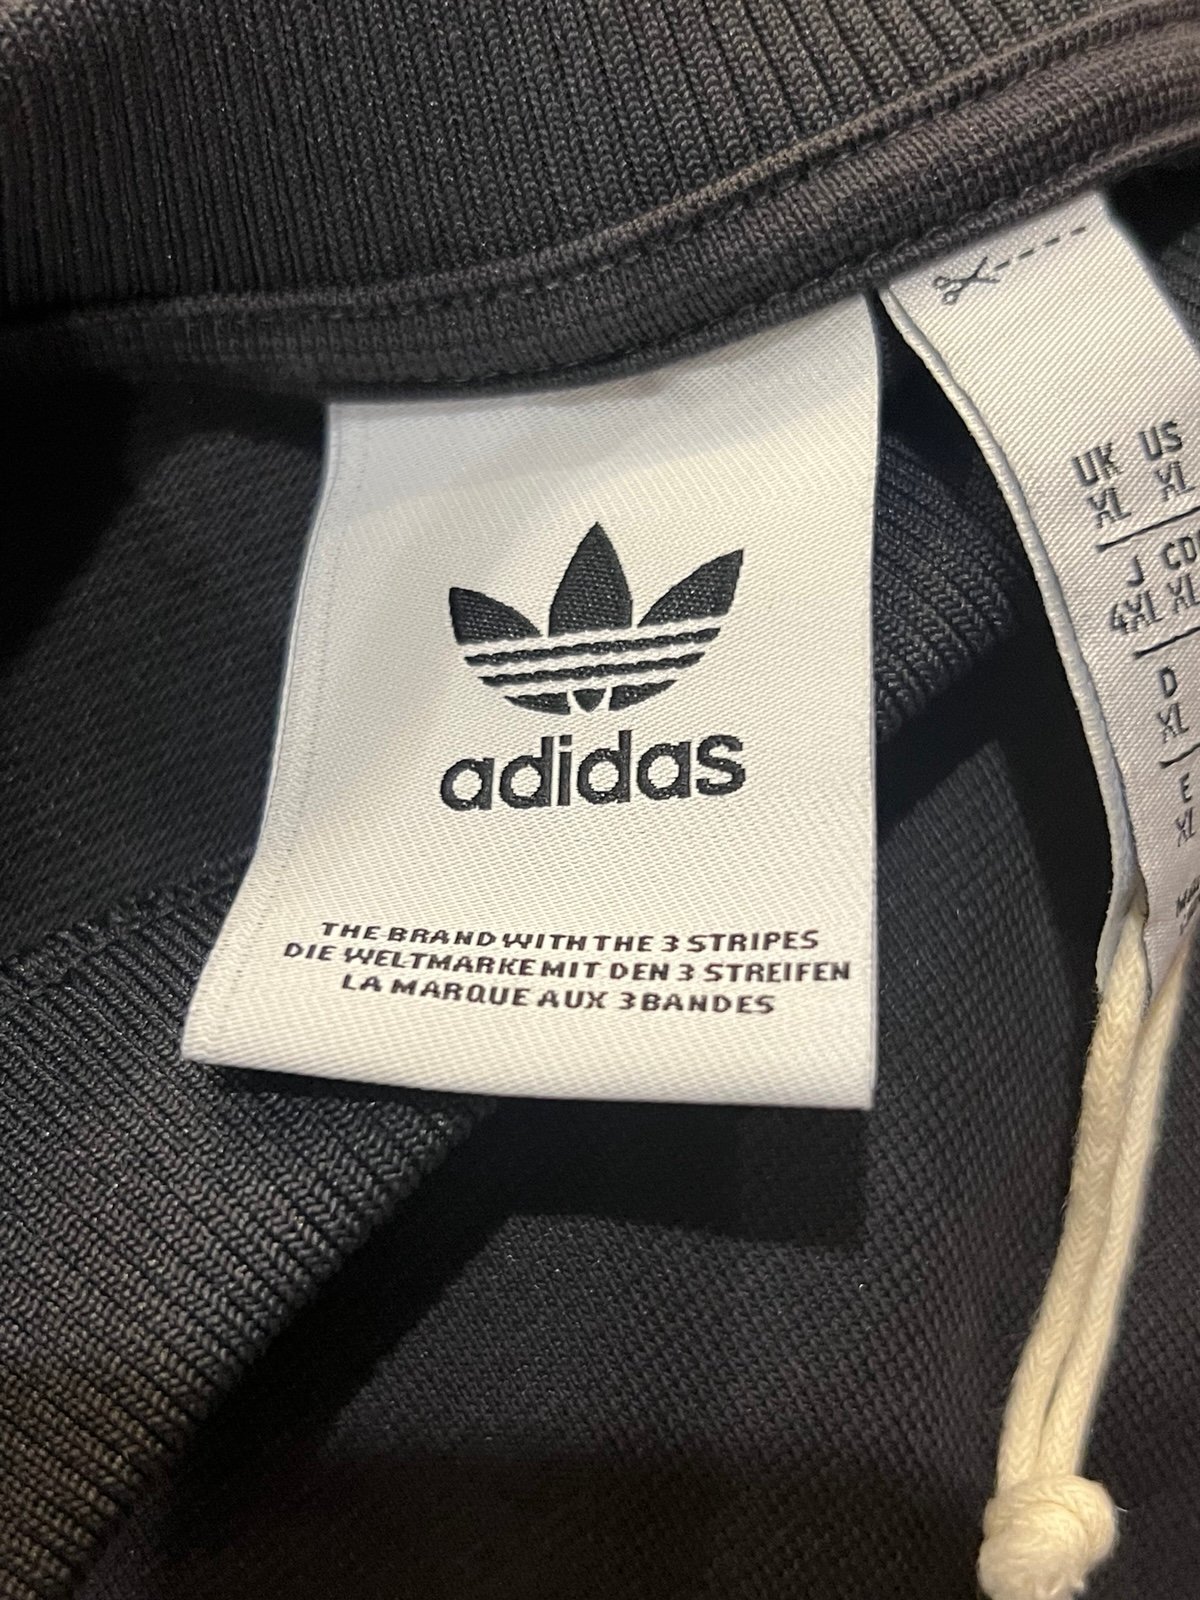 adidas
THE BRAND WITH THE 3 STRIPES
DIE WELTMARKE MIT DEN 3 STREIFEN
LA MARQUE AUX 3 BANDES
UK US
XL XL
J
4XL XL
D
XL
E
XL